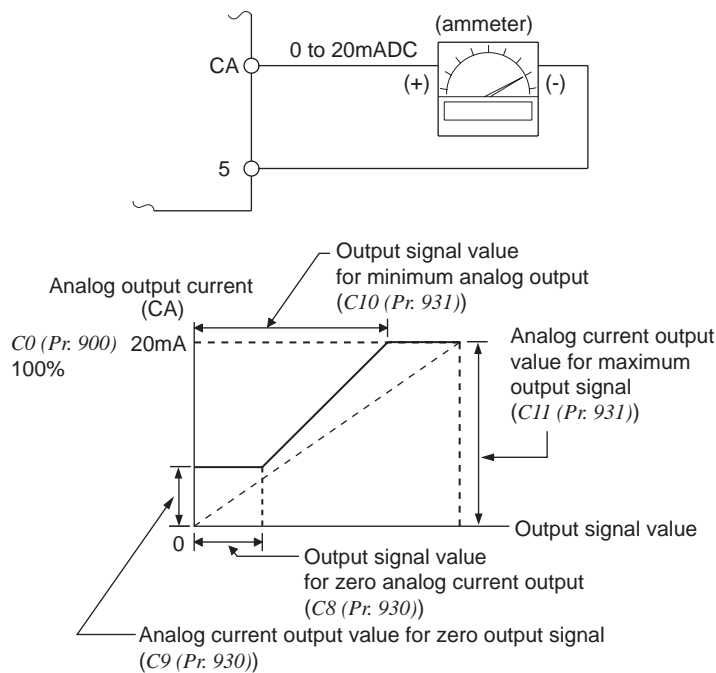 (ammeter)
0 to 20mADC
CA
(+)
(-)
5
Output signal value
for minimum analog output
(C10 (Pr. 931))
Analog output current
(CA)
C0 (Pr. 900) 20mA
100%
Analog current output
value for maximum
output signal
(C11 (Pr. 931))
Output signal value
0
Output signal value
for zero analog current output
(C8 (Pr. 930))
Analog current output value for zero output signal
(C9 (Pr. 930))